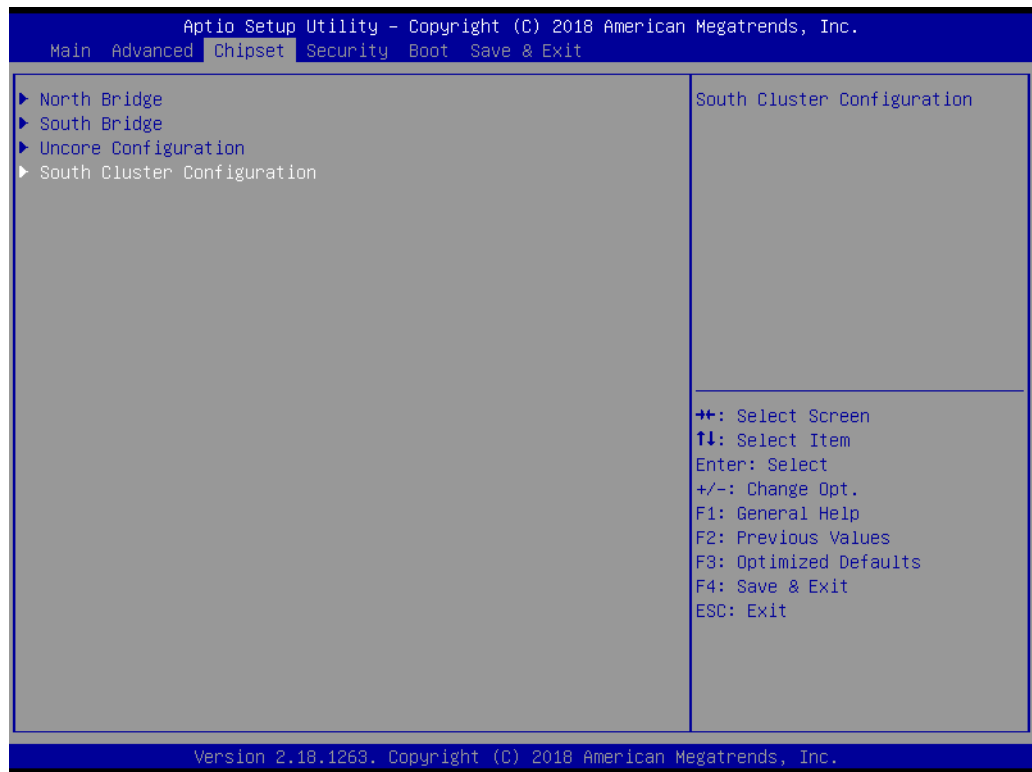 Aptio Setup Utility – Copyright (C) 2018 American Megatrends, Inc.
Main Advanced Chipset Security Boot Save & Exit
▶ North Bridge
▶ South Bridge
▶ Uncore Configuration
▶ South Cluster Configuration
South Cluster Configuration
→←: Select Screen
↑↓: Select Item
Enter: Select
+/-: Change Opt.
F1: General Help
F2: Previous Values
F3: Optimized Defaults
F4: Save & Exit
ESC: Exit
Version 2.18.1263. Copyright (C) 2018 American Megatrends, Inc.